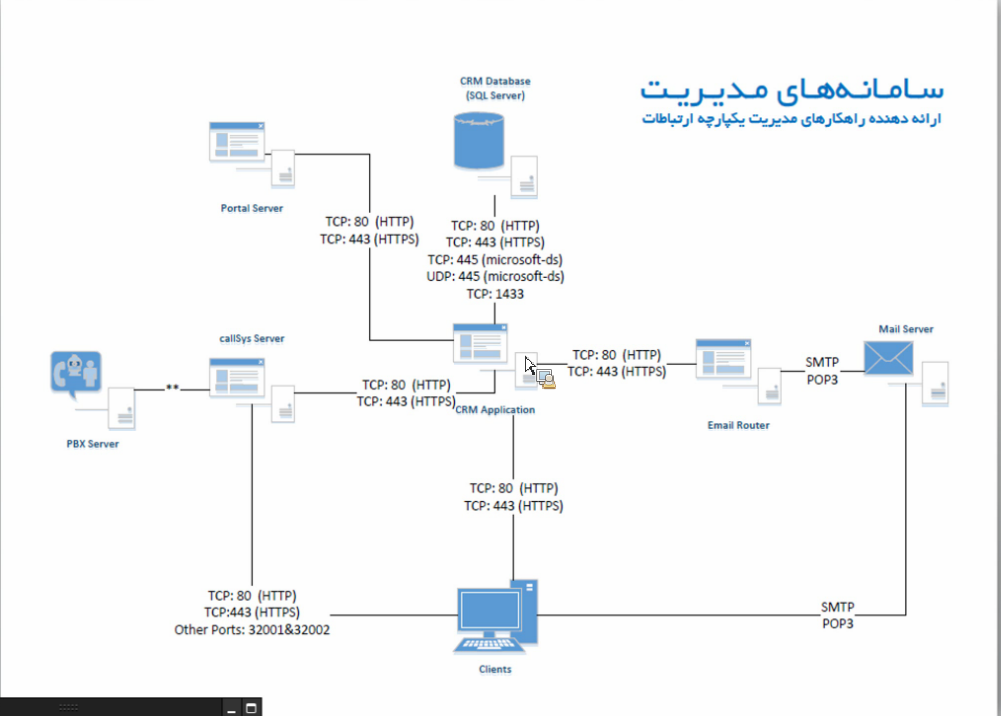 CRM Database
(SQL Server)
سامانه‌های مدیریت
ارائه دهنده راهکارهای مدیریت یکپارچه ارتباطات
Portal Server
TCP: 80 (HTTP)
TCP: 443 (HTTPS)
TCP: 80 (HTTP)
TCP: 443 (HTTPS)
TCP: 445 (microsoft-ds)
UDP: 445 (microsoft-ds)
TCP: 1433
callSys Server
Mail Server
TCP: 80 (HTTP)
TCP: 443 (HTTPS)
SMTP
POP3
**
TCP: 80 (HTTP)
TCP: 443 (HTTPS)
CRM Application
PBX Server
Email Router
TCP: 80 (HTTP)
TCP: 443 (HTTPS)
TCP: 80 (HTTP)
TCP:443 (HTTPS)
Other Ports: 32001&32002
SMTP
POP3
Clients